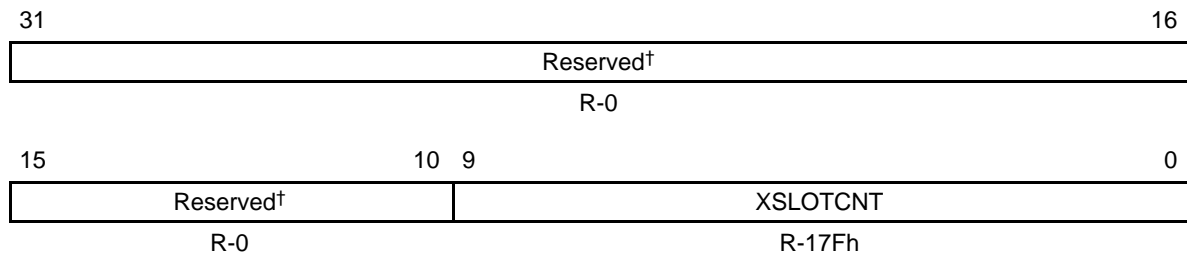 31 16
Reserved†
R-0
15 10 9 0
Reserved† XSLOTCNT
R-0 R-17Fh